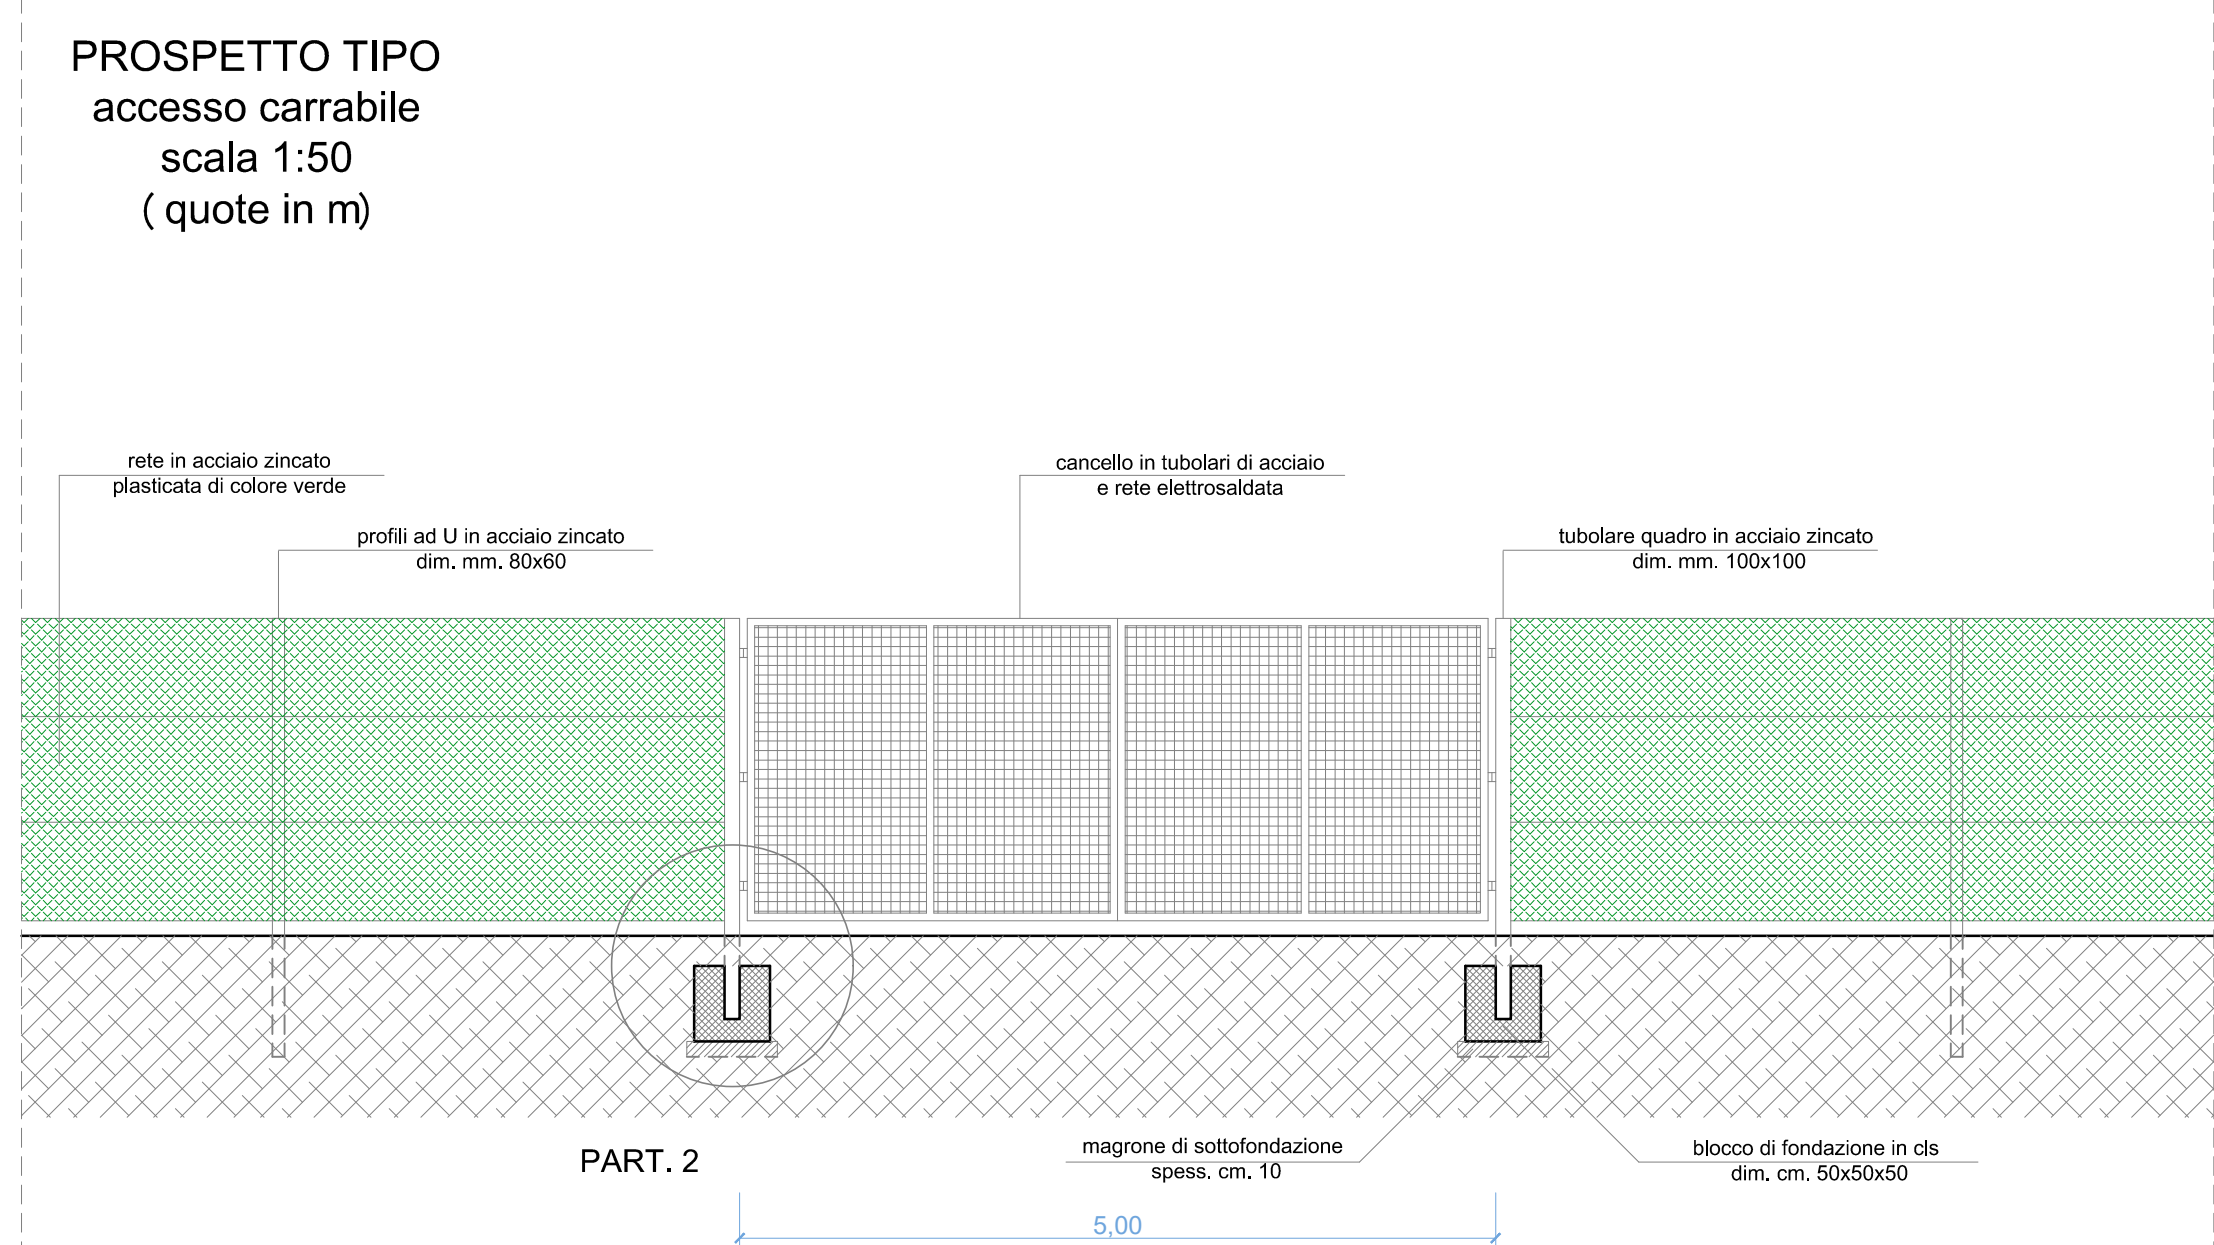 PROSPETTO TIPO
accesso carrabile
scala 1:50
( quote in m)
rete in acciaio zincato
plasticata di colore verde
profili ad U in acciaio zincato
dim. mm. 80x60
cancello in tubolari di acciaio
e rete elettrosaldata
tubolare quadro in acciaio zincato
dim. mm. 100x100
PART. 2
magrone di sottofondazione
spess. cm. 10
blocco di fondazione in cls
dim. cm. 50x50x50
5,00